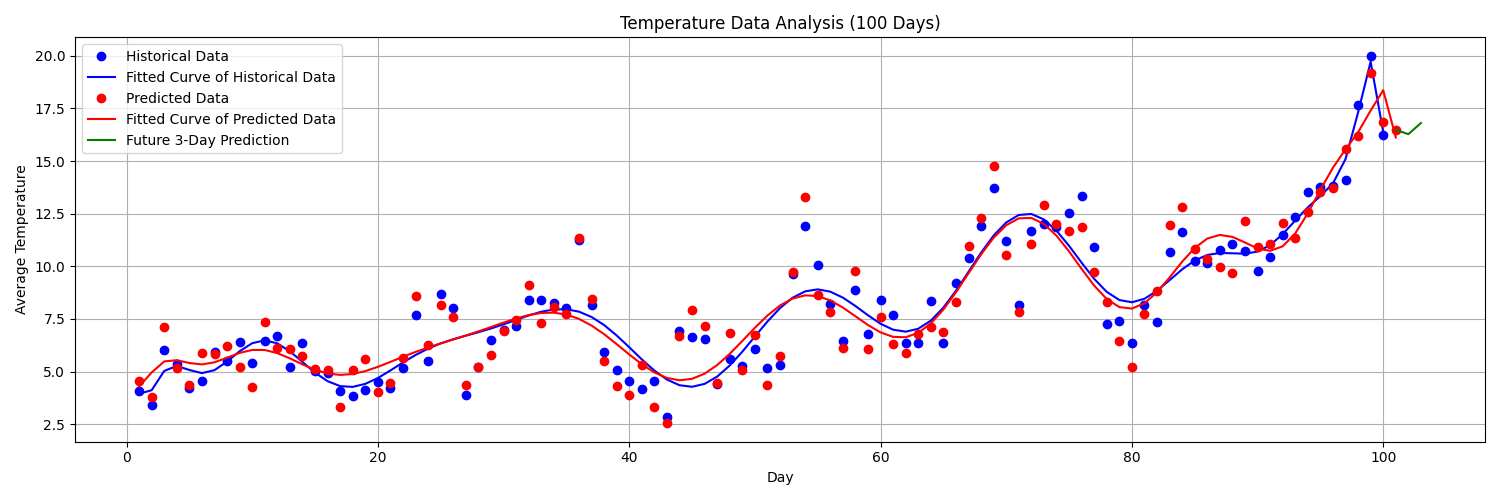 Temperature Data Analysis (100 Days)
Historical Data
Fitted Curve of Historical Data
Predicted Data
Fitted Curve of Predicted Data
Future 3-Day Prediction
Average Temperature
20.0
17.5
15.0
12.5
10.0
7.5
5.0
2.5
0 20 40 60 80 100
Day